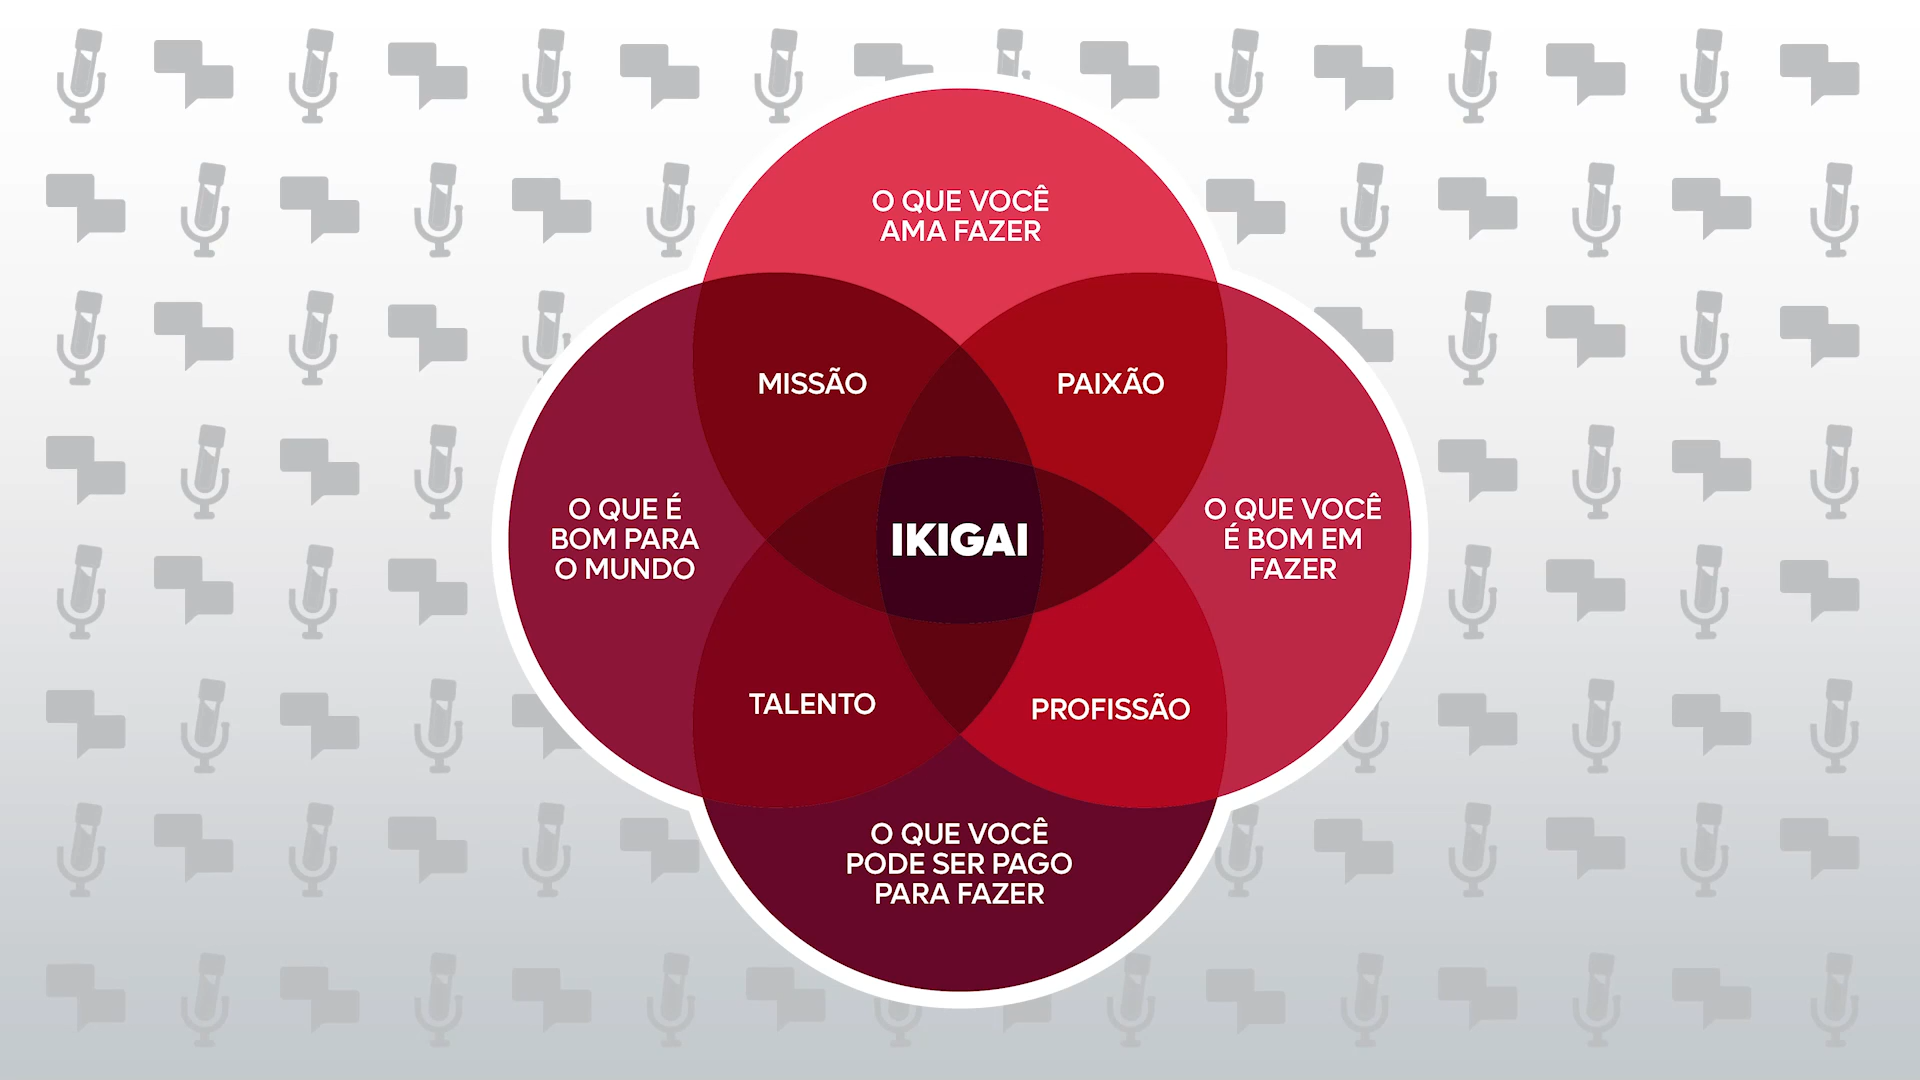 O QUE VOCÊ
AMA FAZER
MISSÃO
PAIXÃO
O QUE É
BOM PARA
O MUNDO
IKIGAI
O QUE VOCÊ
É BOM EM
FAZER
TALENTO
PROFISSÃO
O QUE VOCÊ
PODE SER PAGO
PARA FAZER